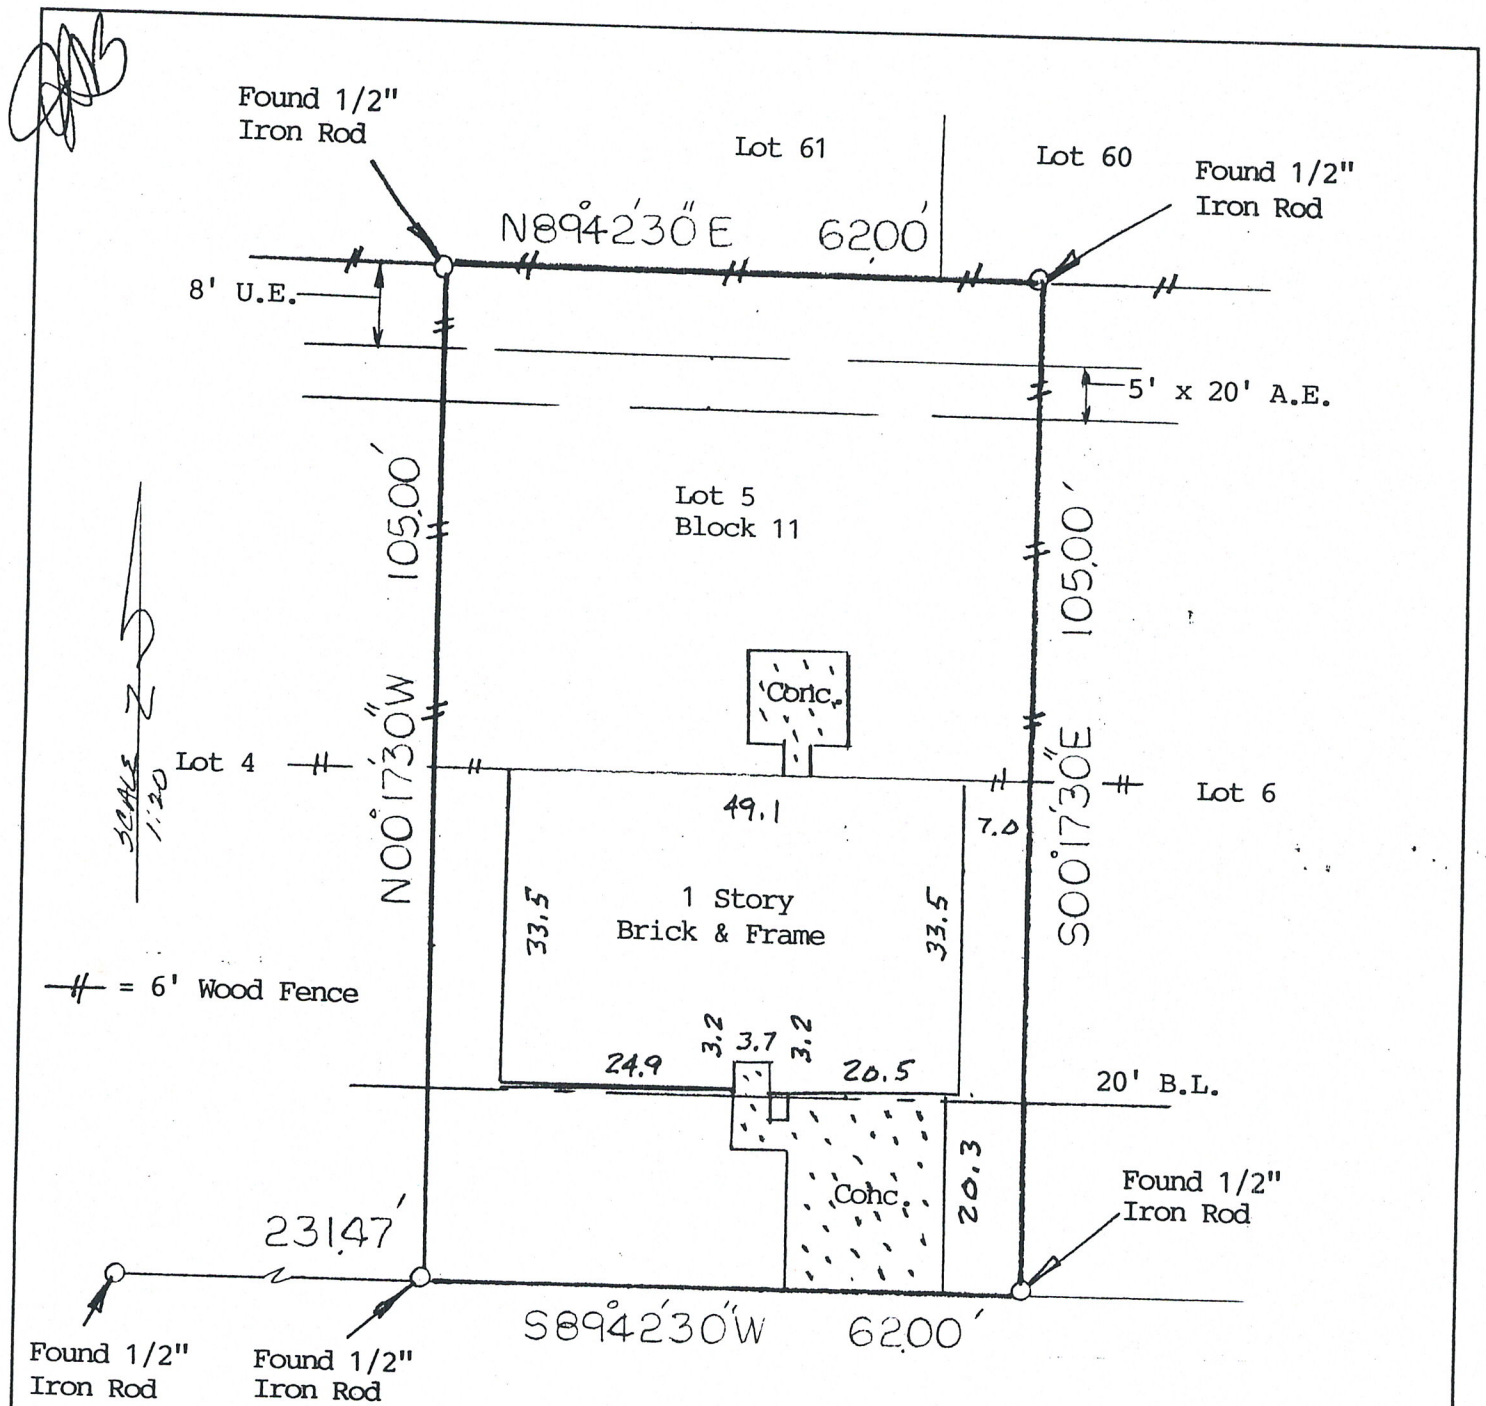 Found 1/2"
Iron Rod
Lot 61
Lot 60
Found 1/2"
Iron Rod
N89°42'30"E 62.00'
8' U.E.
5' x 20' A.E.
Lot 5
Block 11
105.00'
105.00'
Conc.
N00°17'30"W
S00°17'30"E
SCALE
1:20
N
Lot 4
Lot 6
49.1
7.0
33.5
1 Story
Brick & Frame
33.5
= 6' Wood Fence
3.2
3.7
3.2
24.9
20.5
20' B.L.
Conc.
20.3
Found 1/2"
Iron Rod
231.47'
S89°42'30"W 62.00'
Found 1/2"
Iron Rod
Found 1/2"
Iron Rod